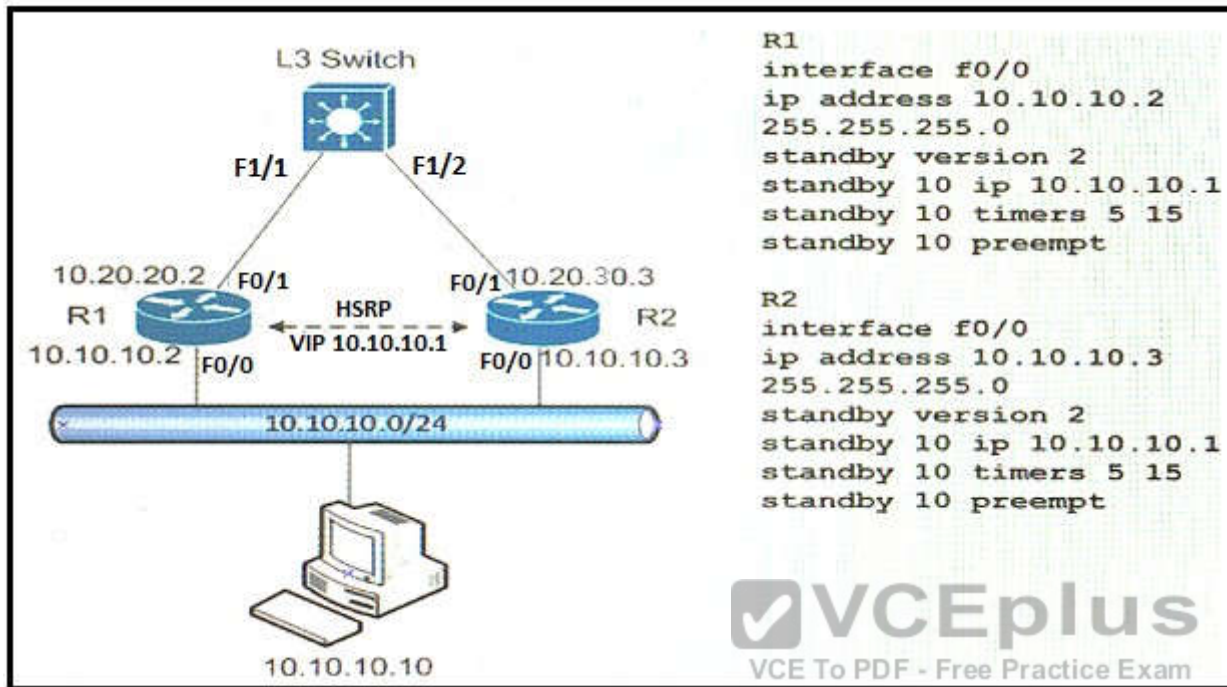 L3 Switch
F1/1
F1/2
10.20.20.2
F0/1
F0/1
10.20.30.3
R1
HSRP
R2
VIP 10.10.10.1
10.10.10.2
F0/0
F0/0
10.10.10.3
10.10.10.0/24
10.10.10.10
R1
interface f0/0
ip address 10.10.10.2
255.255.255.0
standby version 2
standby 10 ip 10.10.10.1
standby 10 timers 5 15
standby 10 preempt
R2
interface f0/0
ip address 10.10.10.3
255.255.255.0
standby version 2
standby 10 ip 10.10.10.1
standby 10 timers 5 15
standby 10 preempt
VCEplus
VCE To PDF - Free Practice Exam